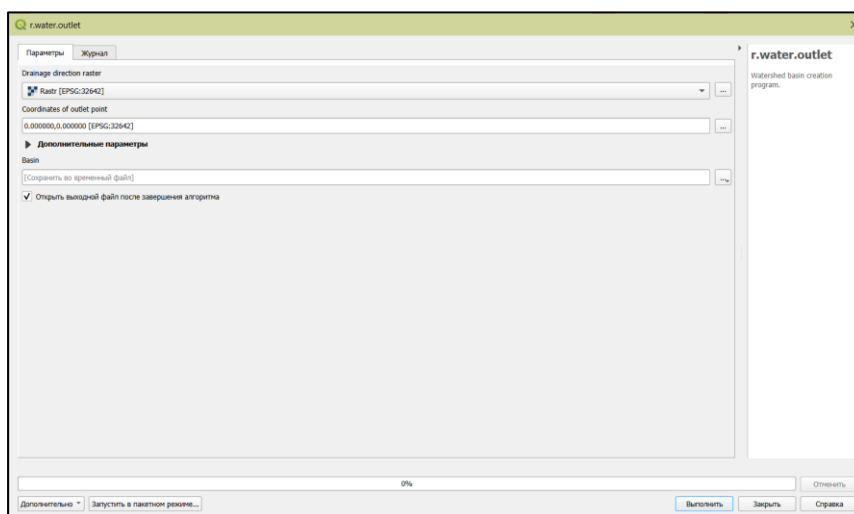 r.water.outlet
Параметры
Журнал
Drainage direction raster
Rastr [EPSG:32642]
...
Coordinates of outlet point
0.000000,0.000000 [EPSG:32642]
...
Дополнительные параметры
Basin
[Сохранить во временный файл]
...
Открыть выходной файл после завершения алгоритма
r.water.outlet
Watershed basin creation
program.
0%
Отменить
Дополнительно
Запустить в пакетном режиме...
Выполнить
Закрыть
Справка